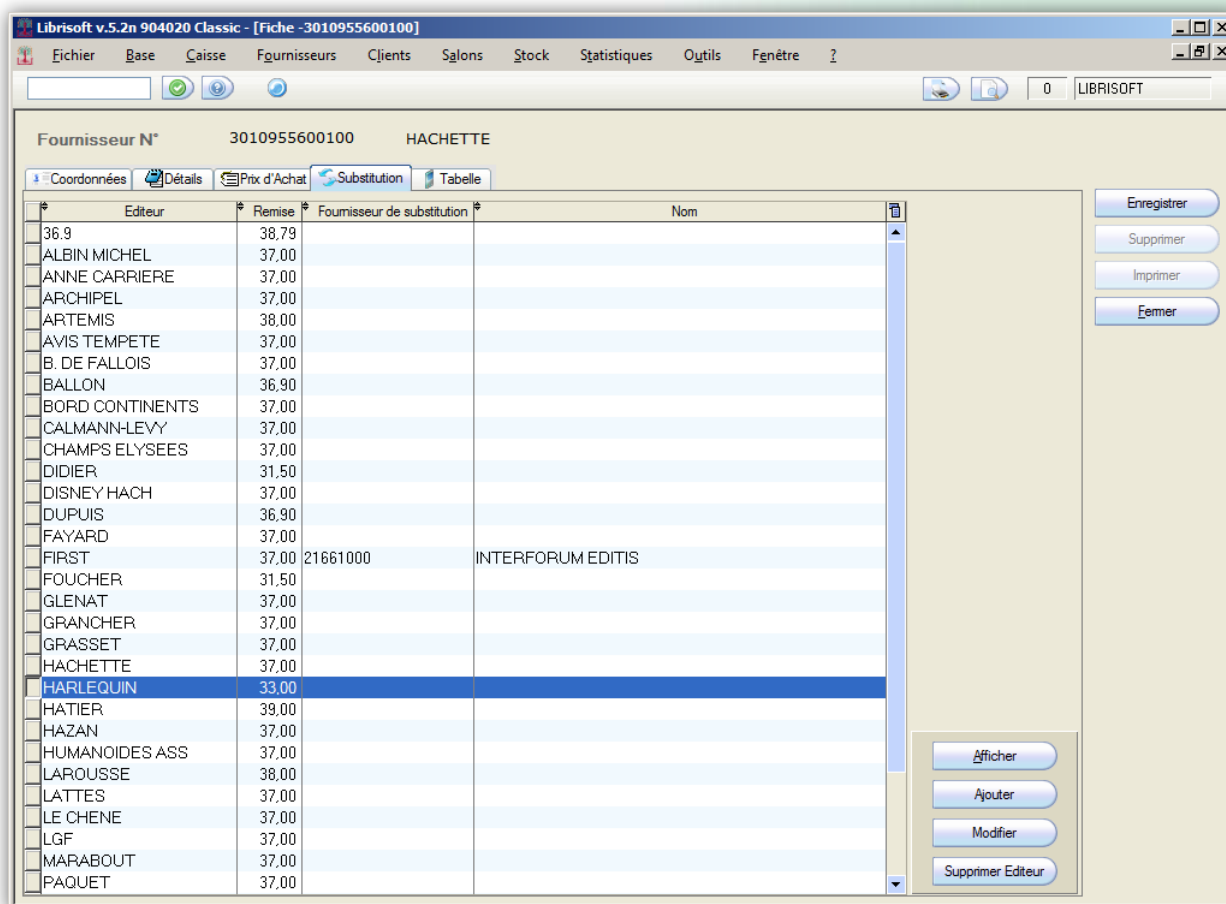 Librisoft v.5.2n 904020 Classic - [Fiche -3010955600100]
Fichier Base Caisse Fournisseurs Clients Salons Stock Statistiques Outils Fenêtre ?
0 LIBRISOFT
Fournisseur N° 3010955600100 HACHETTE
Coordonnées Détails Prix d'Achat Substitution Tabelle
Editeur Remise Fournisseur de substitution Nom
36.9 38,79
ALBIN MICHEL 37,00
ANNE CARRIERE 37,00
ARCHIPEL 37,00
ARTEMIS 38,00
AVIS TEMPETE 37,00
B. DE FALLOIS 37,00
BALLON 36,90
BORD CONTINENTS 37,00
CALMANN-LEVY 37,00
CHAMPS ELYSEES 37,00
DIDIER 31,50
DISNEY HACH 37,00
DUPUIS 36,90
FAYARD 37,00
FIRST 37,00 21661000 INTERFORUM EDITIS
FOUCHER 31,50
GLENAT 37,00
GRANCHER 37,00
GRASSET 37,00
HACHETTE 37,00
HARLEQUIN 33,00
HATIER 39,00
HAZAN 37,00
HUMANOIDES ASS 37,00
LAROUSSE 38,00
LATTES 37,00
LE CHENE 37,00
LGF 37,00
MARABOUT 37,00
PAQUET 37,00
Enregistrer
Supprimer
Imprimer
Fermer
Afficher
Ajouter
Modifier
Supprimer Editeur